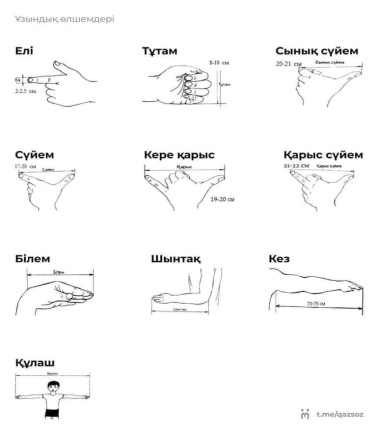 Ұзындық өлшемдері
Елі
2-2,5 см
Тұтам
8-10 см
Тұтам
Сынық сүйем
20-21 см
Сынық сүйем
Сүйем
17-20 см
Сүйем
Кере қарыс
Қарыс
19-20 см
Қарыс сүйем
21-22 СМ
Қарыс сүйем
Білем
Білем
Шынтақ
Шынтақ
Кез
70-75 см
Құлаш
Құлаш
t.me/qazsoz